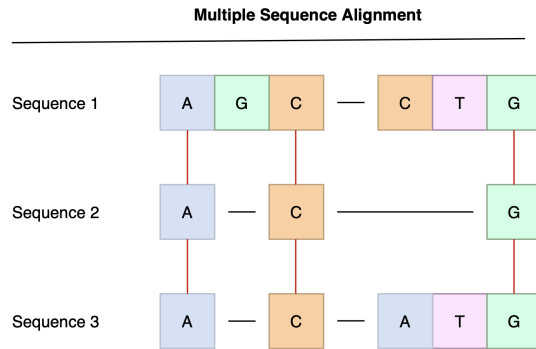 Multiple Sequence Alignment
Sequence 1 A G C C T G
Sequence 2 A C G
Sequence 3 A C A T G